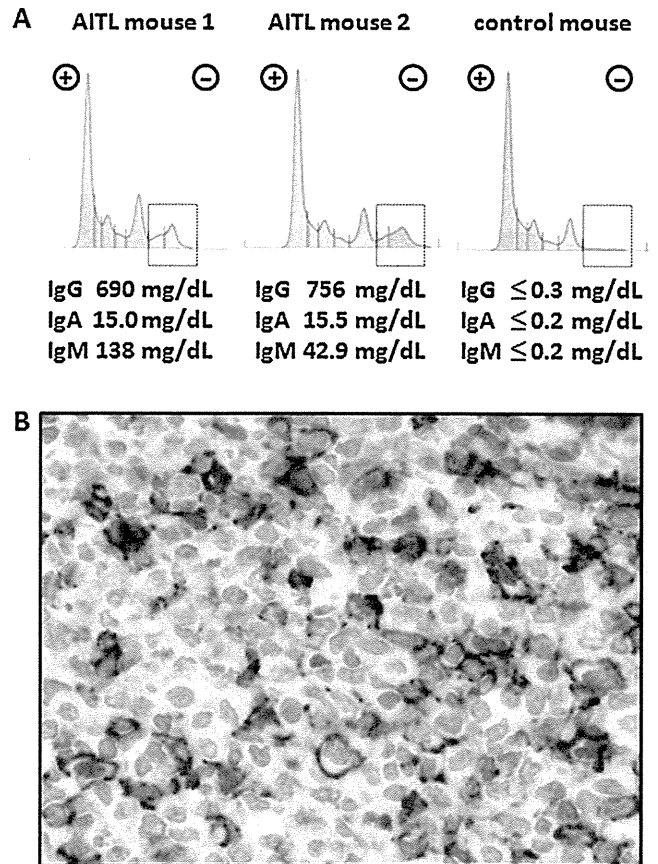 A
AITL mouse 1 AITL mouse 2 control mouse
+ − + − + −
IgG 690 mg/dL IgG 756 mg/dL IgG ≦0.3 mg/dL
IgA 15.0 mg/dL IgA 15.5 mg/dL IgA ≦0.2 mg/dL
IgM 138 mg/dL IgM 42.9 mg/dL IgM ≦0.2 mg/dL
B